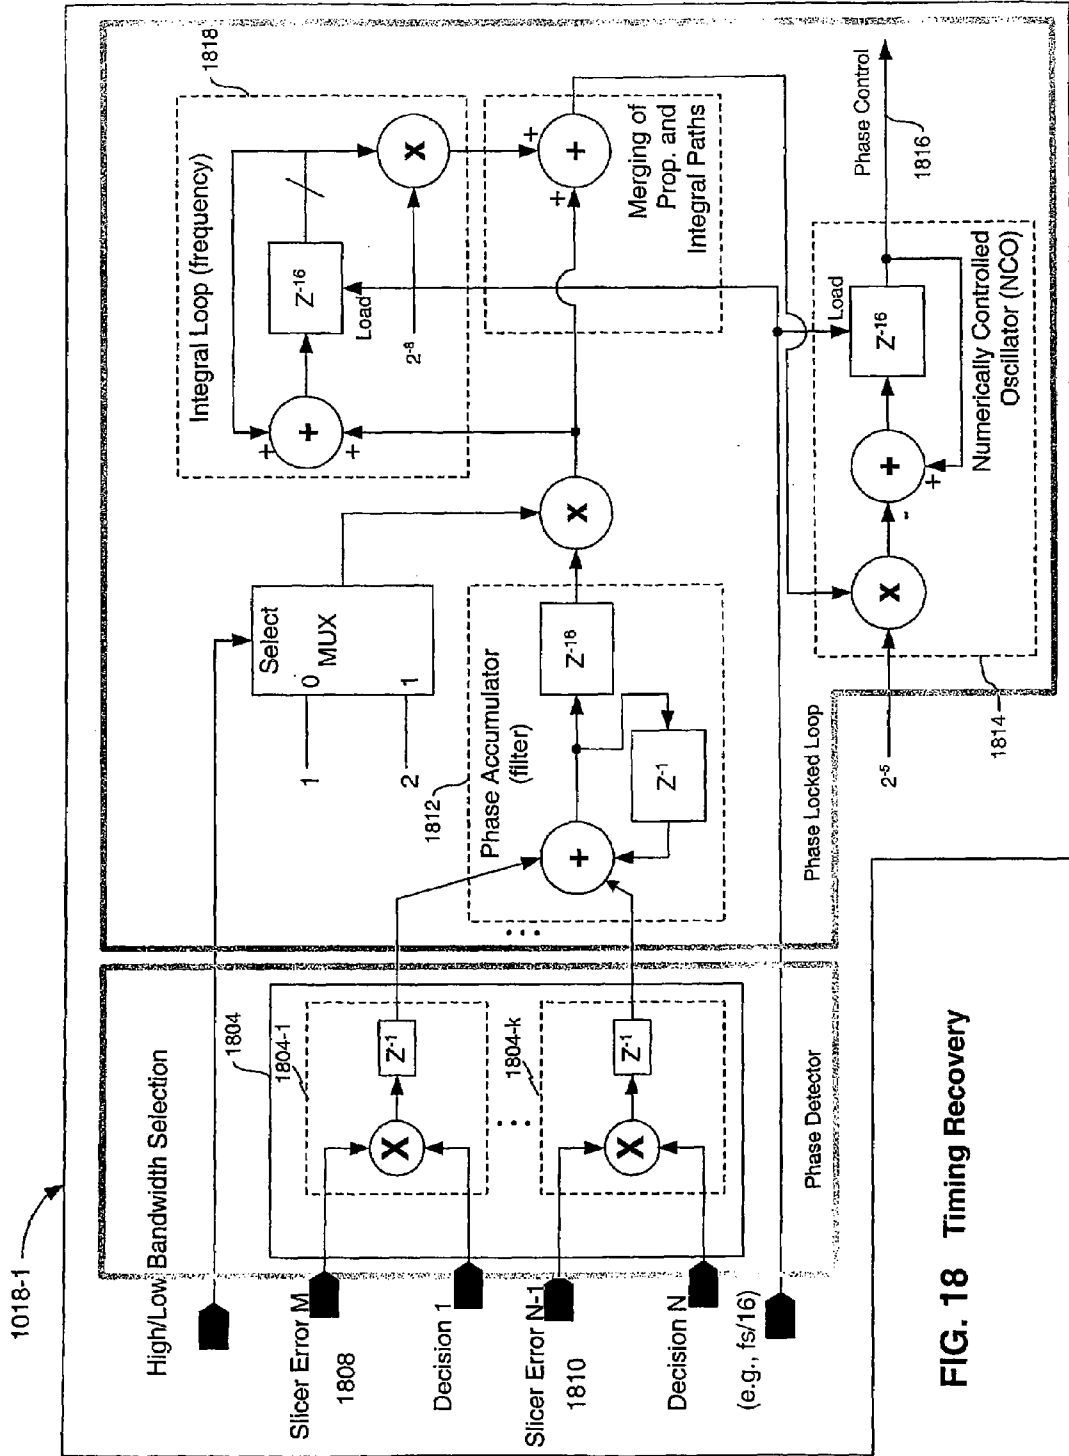 1018-1
High/Low Bandwidth Selection
Slicer Error M
1808
Decision 1
Slicer Error N-1
1810
Decision N
(e.g., fs/16)
1804
1804-1
X
Z-1
...
1804-k
X
Z-1
Phase Detector
Select
0
MUX
1
1
2
1812
Phase Accumulator
(filter)
...
+
Z-16
Z-1
X
Phase Locked Loop
1818
Integral Loop (frequency)
+
+
+
Z-16
Load
2-8
X
+
+
+
Merging of
Prop. and
Integral Paths
Phase Control
1816
Load
Z-16
+
-
+
X
2-5
1814
Numerically Controlled
Oscillator (NCO)
FIG. 18 Timing Recovery